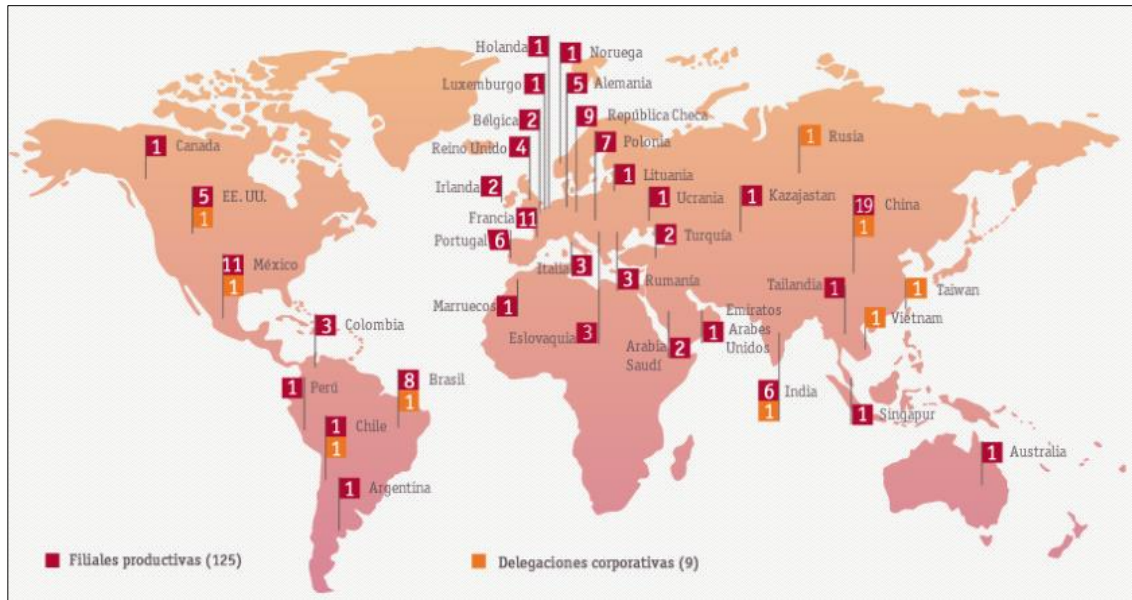 Holanda 1
1 Noruega
Luxemburgo 1
5 Alemania
Bélgica 2
9 República Checa
Reino Unido 4
7 Polonia
1 Rusia
1 Canada
Irlanda 2
1 Lituania
5 EE. UU.
1
1 Ucrania
1 Kazajastan
19 China
1
Francia 11
Portugal 6
2 Turquía
11 México
1
Italia 3
3 Rumanía
Tailandia 1
1 Taiwan
Marruecos 1
1 Vietnam
3 Colombia
Eslovaquia 3
Arabia
Saudí 2
1 Emiratos
Arabes
Unidos
1 Perú
8 Brasil
1
6 India
1
1 Singapur
1 Chile
1
1 Australia
1 Argentina
Filiales productivas (125)
Delegaciones corporativas (9)